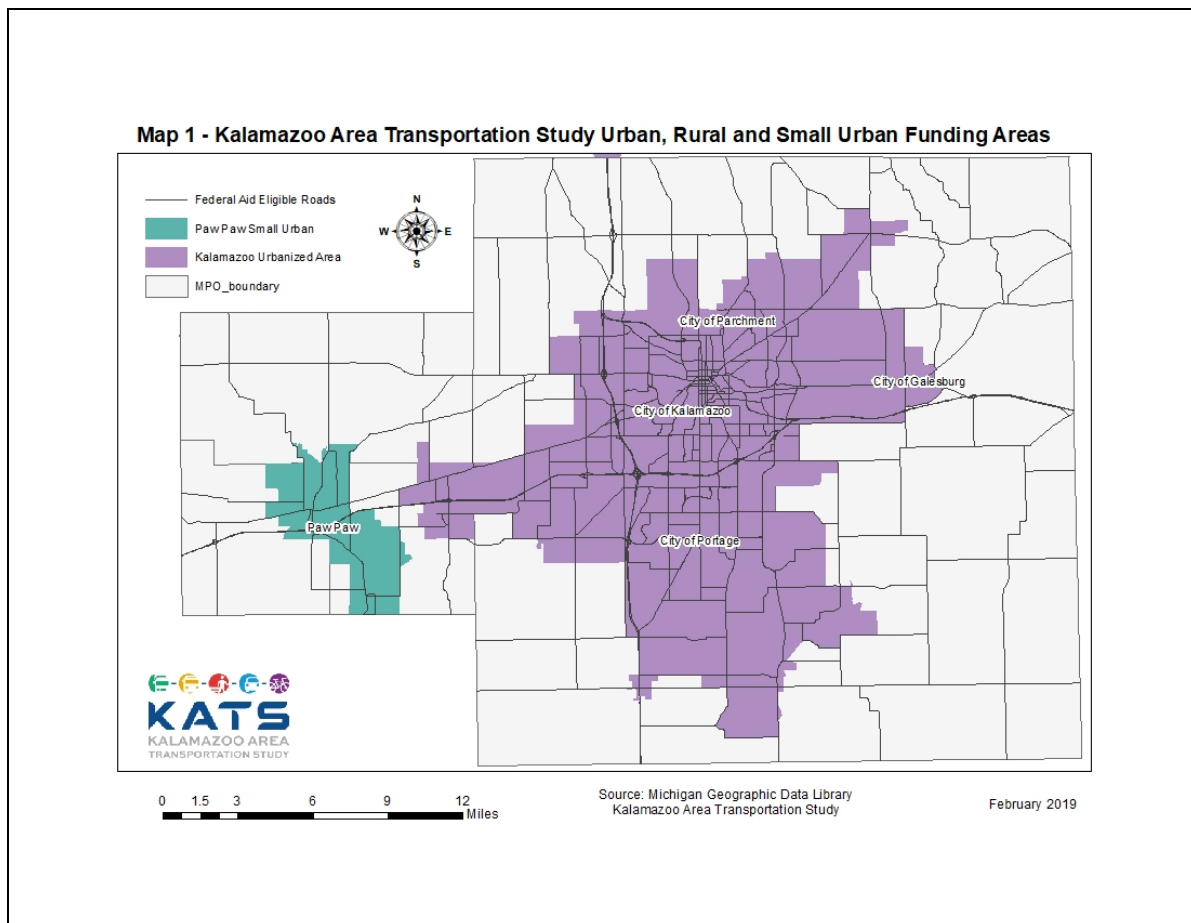 Map 1 - Kalamazoo Area Transportation Study Urban, Rural and Small Urban Funding Areas
Federal Aid Eligible Roads
Paw Paw Small Urban
Kalamazoo Urbanized Area
MPO_boundary
N
W E
S
City of Parchment
City of Galesburg
City of Kalamazoo
Paw Paw
City of Portage
KATS
KALAMAZOO AREA
TRANSPORTATION STUDY
0 1.5 3 6 9 12
Miles
Source: Michigan Geographic Data Library
Kalamazoo Area Transportation Study
February 2019